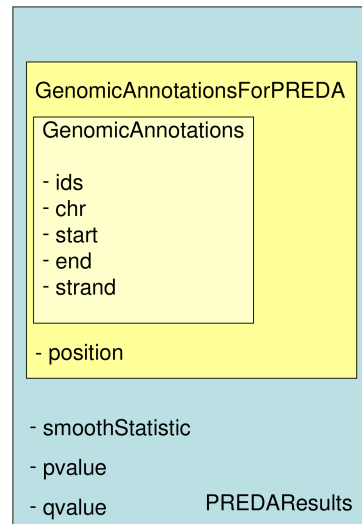 GenomicAnnotationsForPREDA
GenomicAnnotations
- ids
- chr
- start
- end
- strand
- position
- smoothStatistic
- pvalue
- qvalue
PREDAResults